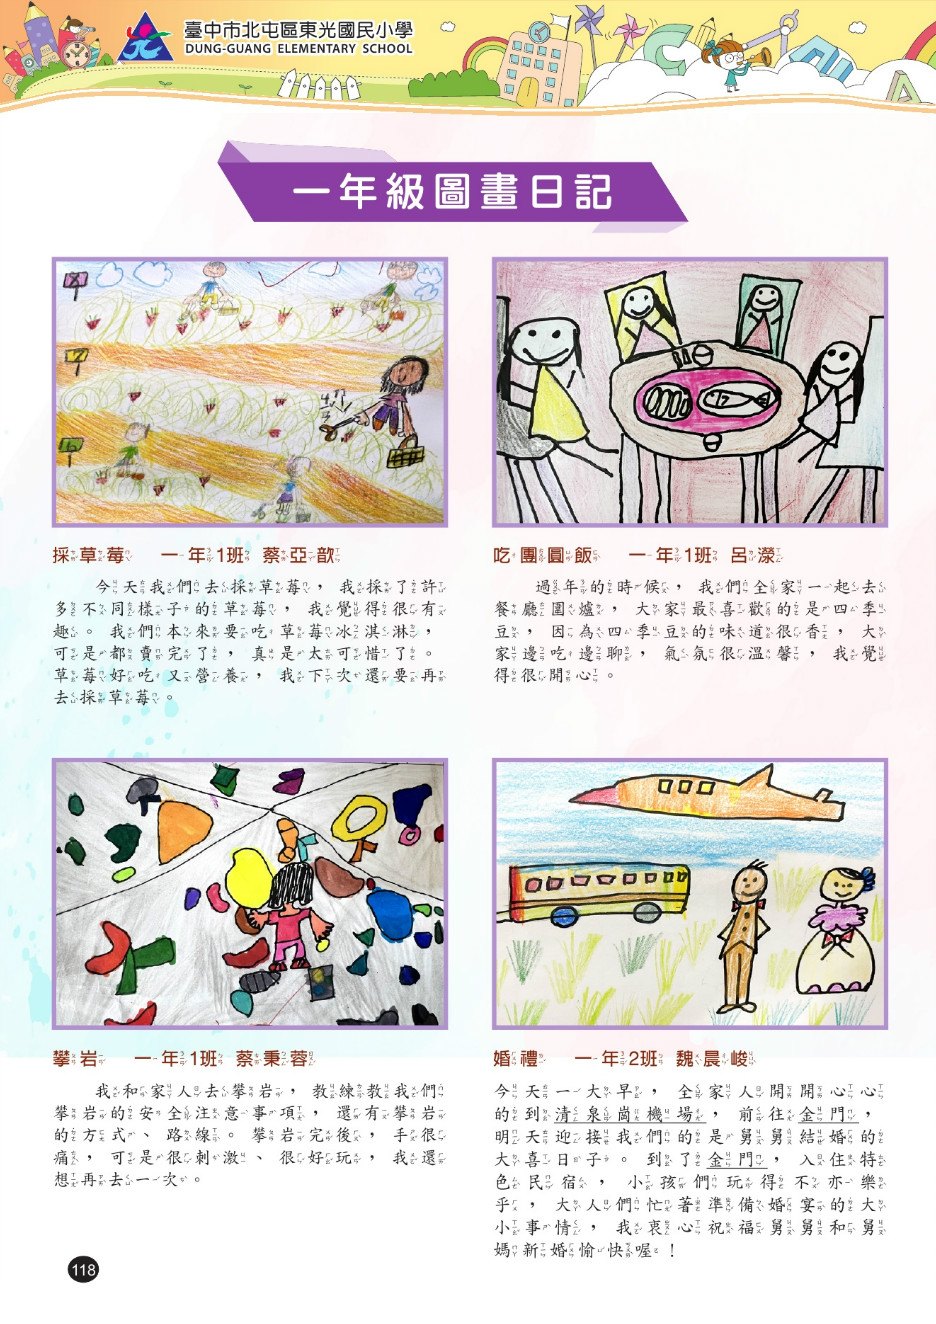 臺中市北屯區東光國民小學
DUNG-GUANG ELEMENTARY SCHOOL
一年級圖畫日記
8
7
6
採草莓 一年1班 蔡亞歆
今天我們去採草莓，我採了許
多不同樣子的草莓，我覺得很有
趣。我們本來要吃草莓冰淇淋，
可是都賣完了，真是太可惜了。
草莓好吃又營養，我下次還要再
去採草莓。
吃團圓飯 一年1班 呂濴
過年的時候，我們全家一起去
餐廳圍爐，大家最喜歡的是四季
豆，因為四季豆的味道很香，大
家邊吃邊聊，氣氛很溫馨，我覺
得很開心。
攀岩 一年1班 蔡秉蓉
我和家人去攀岩，教練教我們
攀岩的安全注意事項，還有攀岩
的方式、路線。攀岩完後，手很
痛，可是很刺激、很好玩，我還
想再去一次。
婚禮 一年2班 魏晨峻
今天一大早，全家人開開心心
的到清泉崗機場，前往金門，
明天迎接我們的是舅舅結婚的
大喜日子。到了金門，入住特
色民宿，小孩們玩得不亦樂
乎，大人們忙著準備婚宴的大
小事情，我衷心祝福舅舅和舅
媽新婚愉快喔！
118